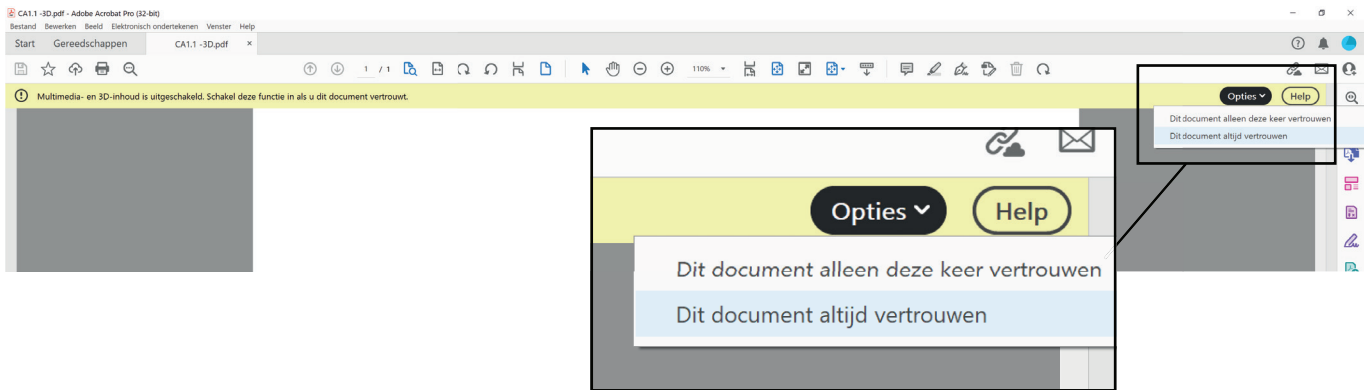 CA1.1 -3D.pdf - Adobe Acrobat Pro (32-bit)
Bestand Bewerken Beeld Elektronisch ondertekenen Venster Help
Start Gereedschappen CA1.1 -3D.pdf ×
1 / 1 110%
Multimedia- en 3D-inhoud is uitgeschakeld. Schakel deze functie in als u dit document vertrouwt. Opties Help
Dit document alleen deze keer vertrouwen
Dit document altijd vertrouwen
Opties Help
Dit document alleen deze keer vertrouwen
Dit document altijd vertrouwen